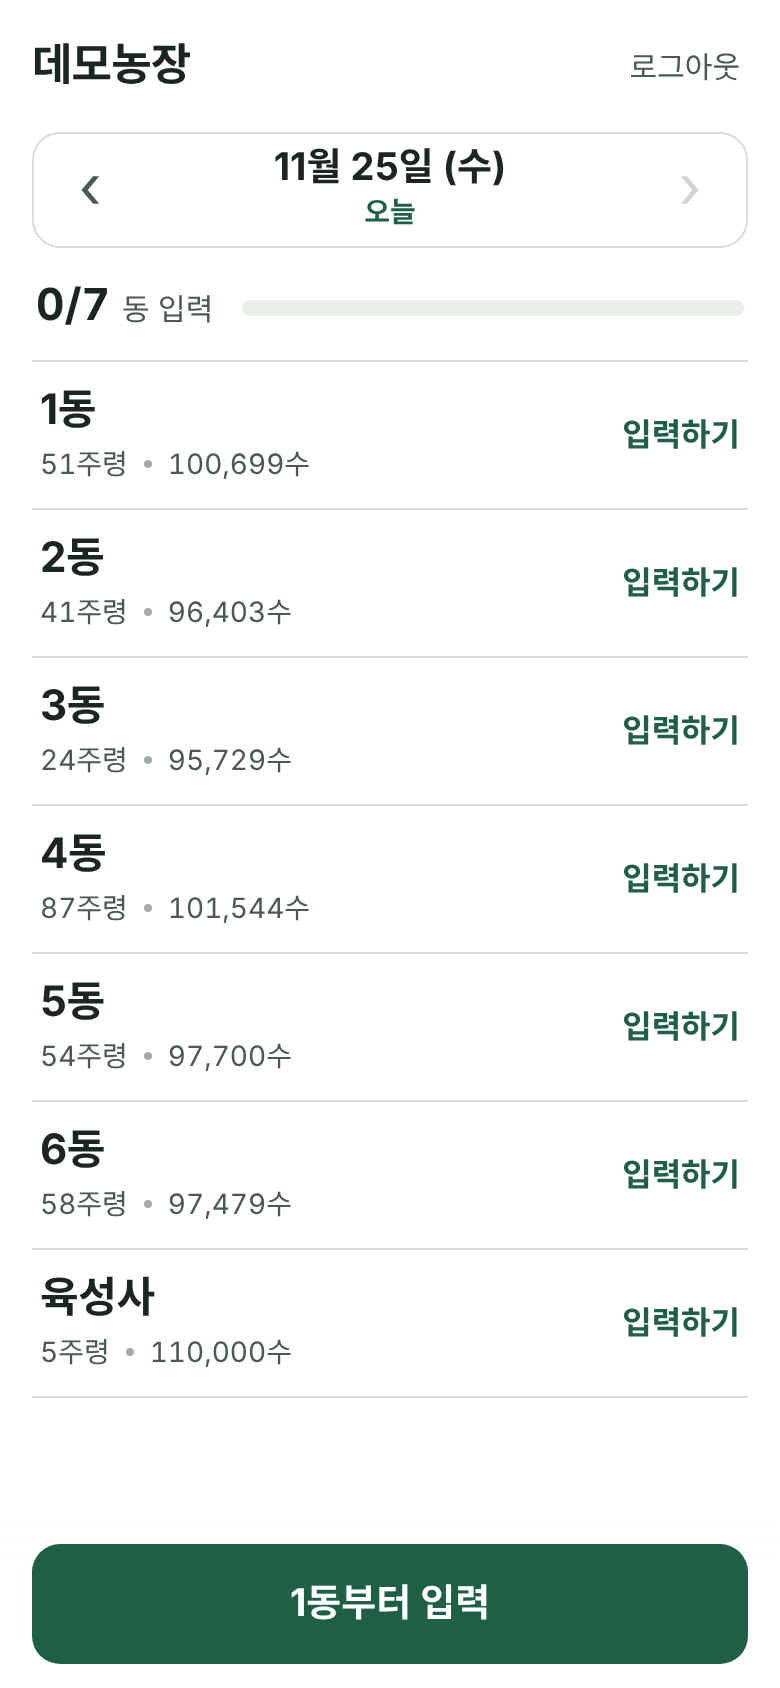 데모농장
로그아웃
11월 25일 (수)
오늘
0/7 동 입력
1동
51주령 • 100,699수
입력하기
2동
41주령 • 96,403수
입력하기
3동
24주령 • 95,729수
입력하기
4동
87주령 • 101,544수
입력하기
5동
54주령 • 97,700수
입력하기
6동
58주령 • 97,479수
입력하기
육성사
5주령 • 110,000수
입력하기
1동부터 입력